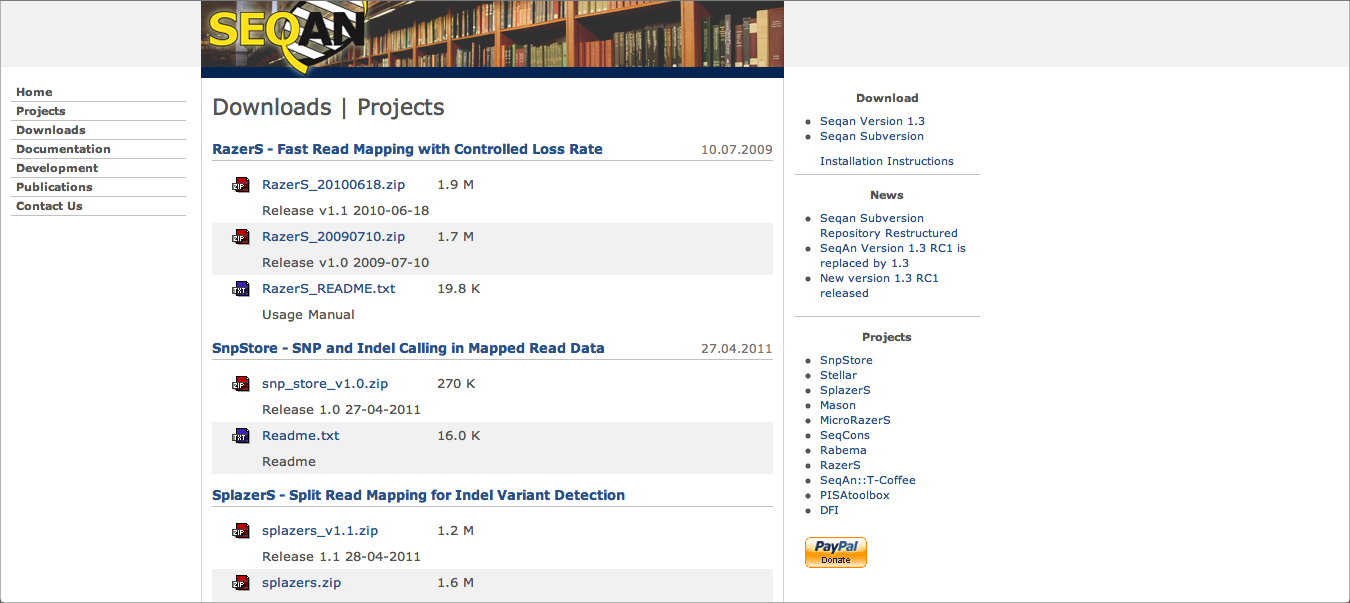 SEQAN
Home
Projects
Downloads
Documentation
Development
Publications
Contact Us
Downloads | Projects
RazerS - Fast Read Mapping with Controlled Loss Rate 10.07.2009
ZIP RazerS_20100618.zip 1.9 M
Release v1.1 2010-06-18
ZIP RazerS_20090710.zip 1.7 M
Release v1.0 2009-07-10
TXT RazerS_README.txt 19.8 K
Usage Manual
SnpStore - SNP and Indel Calling in Mapped Read Data 27.04.2011
ZIP snp_store_v1.0.zip 270 K
Release 1.0 27-04-2011
TXT Readme.txt 16.0 K
Readme
SplazerS - Split Read Mapping for Indel Variant Detection
ZIP splazers_v1.1.zip 1.2 M
Release 1.1 28-04-2011
ZIP splazers.zip 1.6 M
Download
Seqan Version 1.3
Seqan Subversion
Installation Instructions
News
Seqan Subversion
Repository Restructured
SeqAn Version 1.3 RC1 is
replaced by 1.3
New version 1.3 RC1
released
Projects
SnpStore
Stellar
SplazerS
Mason
MicroRazerS
SeqCons
Rabema
RazerS
SeqAn::T-Coffee
PISAtoolbox
DFI
PayPal
Donate